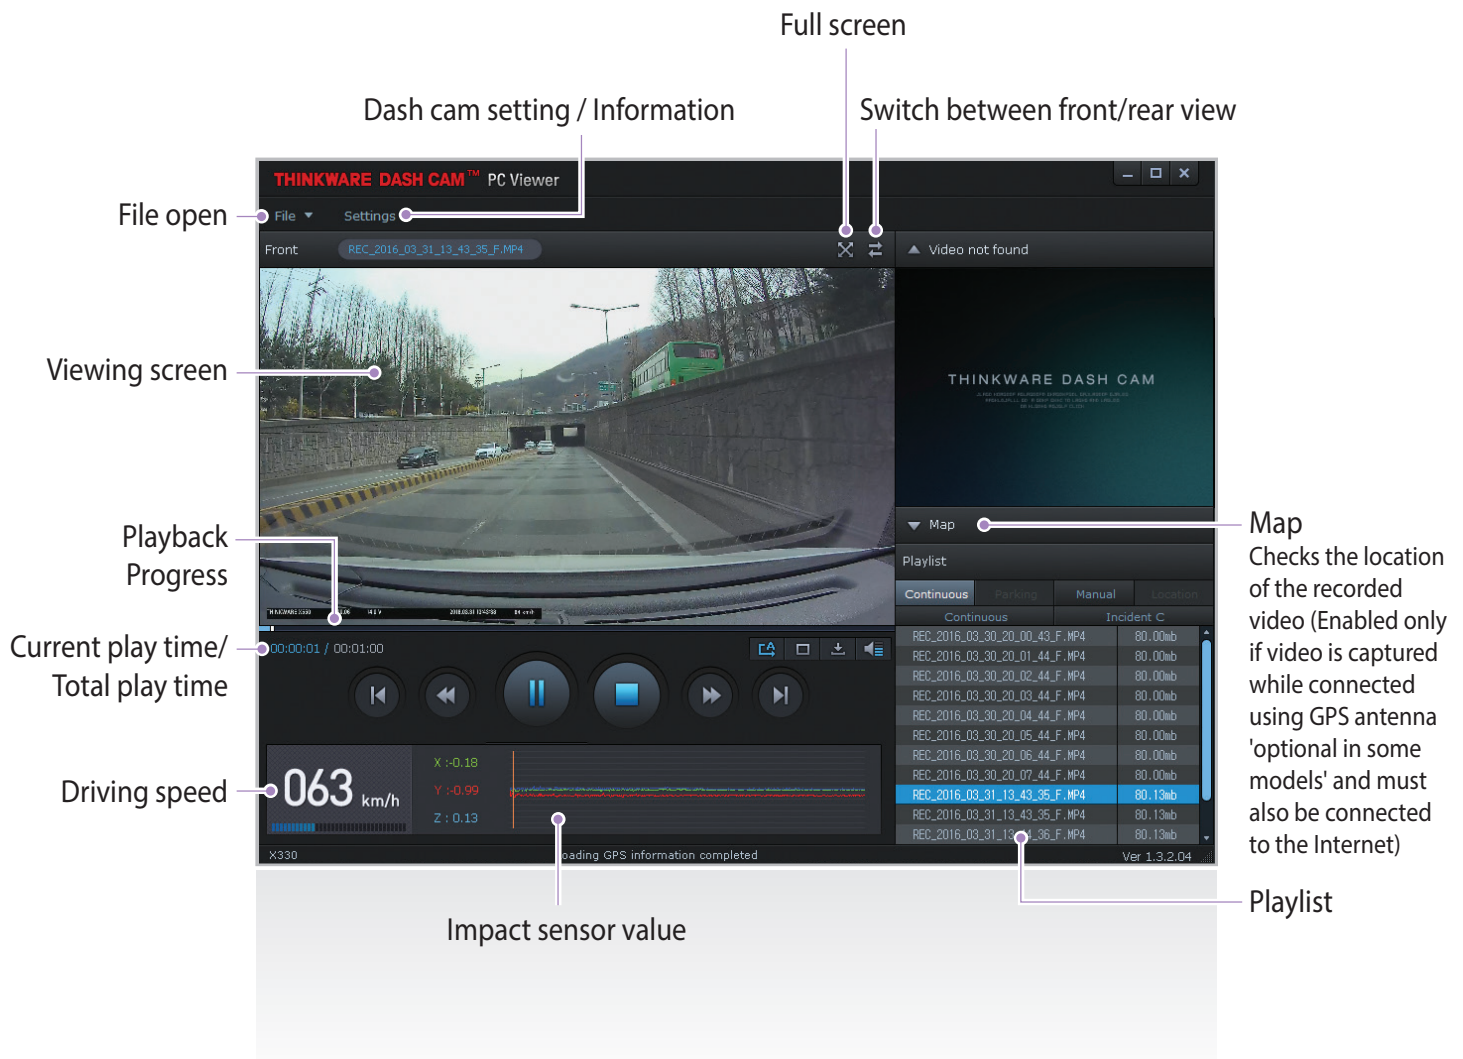 Full screen
Dash cam setting / Information
Switch between front/rear view
THINKWARE DASH CAM™ PC Viewer
File open
File
Settings
Front
REC_2016_03_31_13_43_35_F.MP4
Video not found
Viewing screen
THINKWARE DASH CAM
Map
Playback
Progress
Map
Checks the location
of the recorded
video (Enabled only
if video is captured
while connected
using GPS antenna
'optional in some
models' and must
also be connected
to the Internet)
Playlist
Continuous Parking Manual Location
Continuous Incident C
Current play time/
Total play time
00:00:01 / 00:01:00
REC_2016_03_30_20_00_43_F.MP4 80.00mb
REC_2016_03_30_20_01_44_F.MP4 80.00mb
REC_2016_03_30_20_02_44_F.MP4 80.00mb
REC_2016_03_30_20_03_44_F.MP4 80.00mb
REC_2016_03_30_20_04_44_F.MP4 80.00mb
REC_2016_03_30_20_05_44_F.MP4 80.00mb
REC_2016_03_30_20_06_44_F.MP4 80.00mb
REC_2016_03_30_20_07_44_F.MP4 80.00mb
REC_2016_03_31_13_43_35_F.MP4 80.13mb
REC_2016_03_31_13_43_35_F.MP4 80.13mb
REC_2016_03_31_13_44_36_F.MP4 80.13mb
Driving speed
063 km/h
X :-0.18
Y :-0.99
Z : 0.13
X330
Loading GPS information completed
Ver 1.3.2.04
Impact sensor value
Playlist